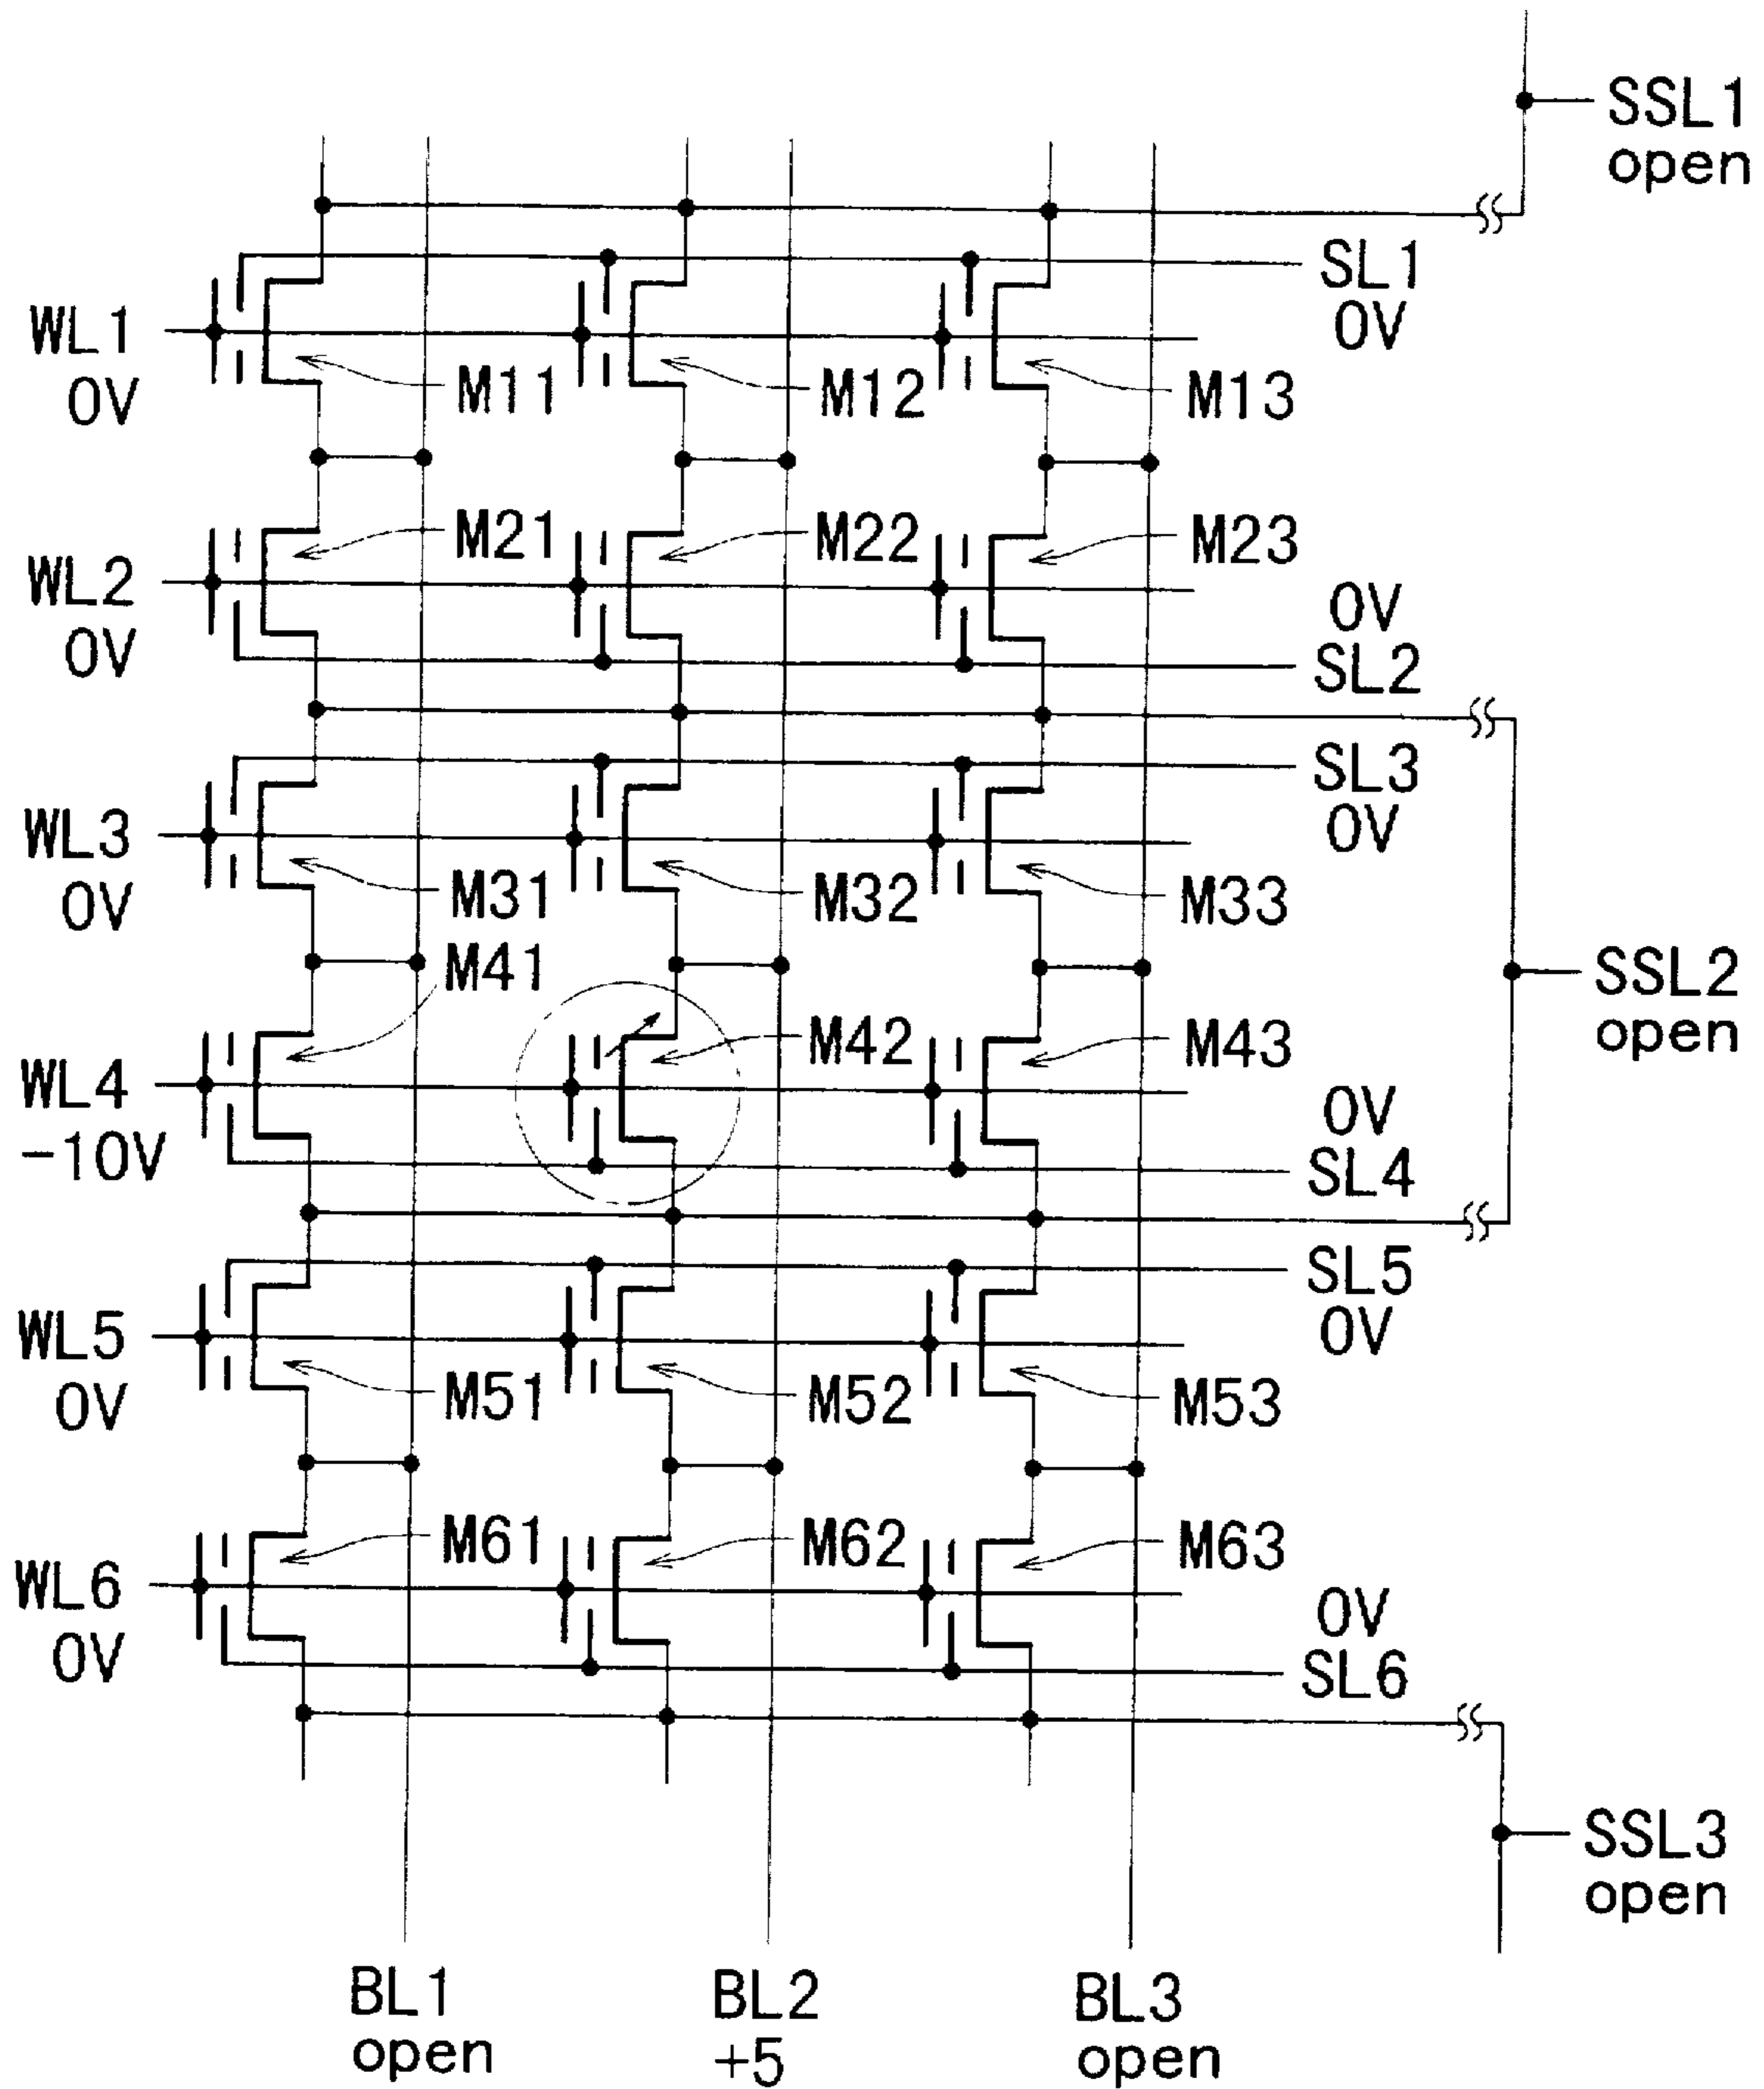 SSL1
open
SL1
0V
WL1
0V
M11
M12
M13
M21
M22
M23
WL2
0V
0V
SL2
SL3
0V
WL3
0V
M31
M32
M33
M41
SSL2
open
M42
M43
WL4
-10V
0V
SL4
SL5
0V
WL5
0V
M51
M52
M53
M61
M62
M63
WL6
0V
0V
SL6
SSL3
open
BL1
open
BL2
+5
BL3
open